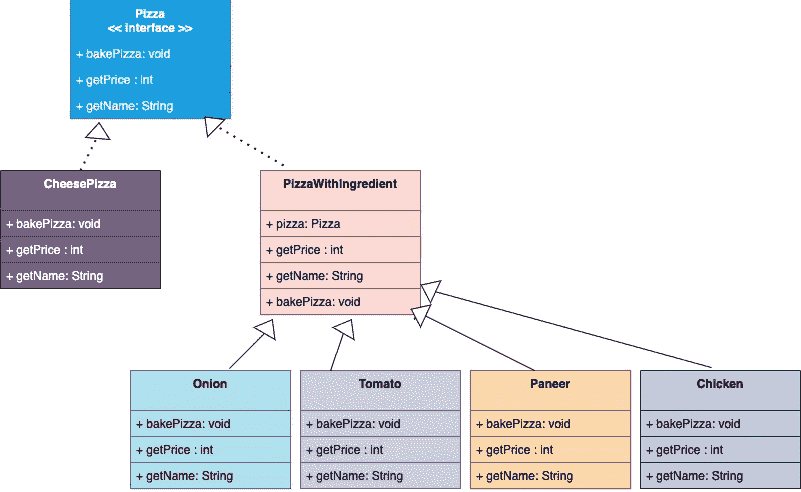 Pizza
<< interface >>
+ bakePizza: void
+ getPrice : int
+ getName: String
CheesePizza
+ bakePizza: void
+ getPrice : int
+ getName: String
PizzaWithIngredient
+ pizza: Pizza
+ getPrice : int
+ getName: String
+ bakePizza: void
Onion
+ bakePizza: void
+ getPrice : int
+ getName: String
Tomato
+ bakePizza: void
+ getPrice : int
+ getName: String
Paneer
+ bakePizza: void
+ getPrice : int
+ getName: String
Chicken
+ bakePizza: void
+ getPrice : int
+ getName: String